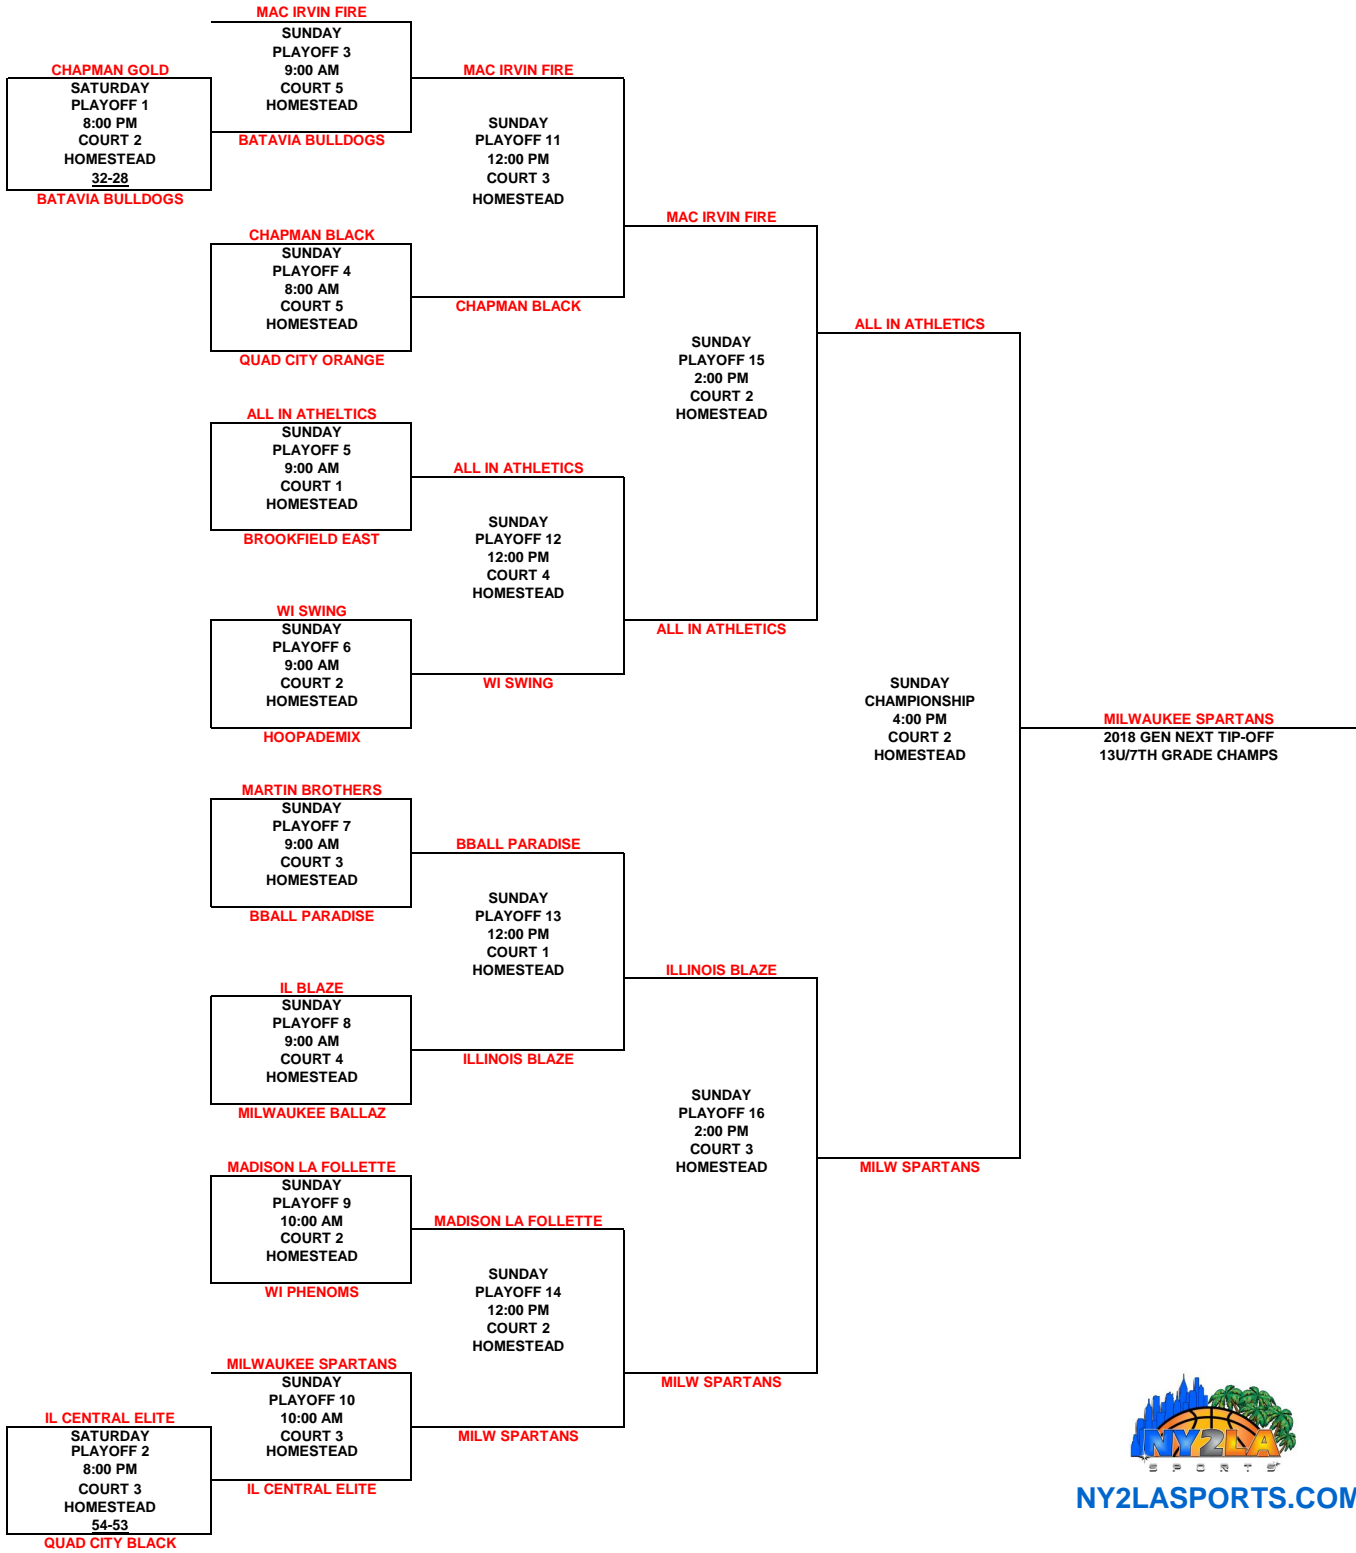 MAC IRVIN FIRE
SUNDAY
PLAYOFF 3
9:00 AM
COURT 5
HOMESTEAD
BATAVIA BULLDOGS
CHAPMAN GOLD
SATURDAY
PLAYOFF 1
8:00 PM
COURT 2
HOMESTEAD
32-28
BATAVIA BULLDOGS
MAC IRVIN FIRE
SUNDAY
PLAYOFF 11
12:00 PM
COURT 3
HOMESTEAD
CHAPMAN BLACK
SUNDAY
PLAYOFF 4
8:00 AM
COURT 5
HOMESTEAD
QUAD CITY ORANGE
CHAPMAN BLACK
MAC IRVIN FIRE
SUNDAY
PLAYOFF 15
2:00 PM
COURT 2
HOMESTEAD
ALL IN ATHLETICS
ALL IN ATHELTICS
SUNDAY
PLAYOFF 5
9:00 AM
COURT 1
HOMESTEAD
BROOKFIELD EAST
ALL IN ATHLETICS
SUNDAY
PLAYOFF 12
12:00 PM
COURT 4
HOMESTEAD
WI SWING
SUNDAY
PLAYOFF 6
9:00 AM
COURT 2
HOMESTEAD
HOOPADEMIX
WI SWING
ALL IN ATHLETICS
SUNDAY
CHAMPIONSHIP
4:00 PM
COURT 2
HOMESTEAD
MILWAUKEE SPARTANS
2018 GEN NEXT TIP-OFF
13U/7TH GRADE CHAMPS
MARTIN BROTHERS
SUNDAY
PLAYOFF 7
9:00 AM
COURT 3
HOMESTEAD
BBALL PARADISE
BBALL PARADISE
SUNDAY
PLAYOFF 13
12:00 PM
COURT 1
HOMESTEAD
IL BLAZE
SUNDAY
PLAYOFF 8
9:00 AM
COURT 4
HOMESTEAD
MILWAUKEE BALLAZ
ILLINOIS BLAZE
ILLINOIS BLAZE
SUNDAY
PLAYOFF 16
2:00 PM
COURT 3
HOMESTEAD
MILW SPARTANS
MADISON LA FOLLETTE
SUNDAY
PLAYOFF 9
10:00 AM
COURT 2
HOMESTEAD
WI PHENOMS
MADISON LA FOLLETTE
SUNDAY
PLAYOFF 14
12:00 PM
COURT 2
HOMESTEAD
MILW SPARTANS
MILWAUKEE SPARTANS
SUNDAY
PLAYOFF 10
10:00 AM
COURT 3
HOMESTEAD
IL CENTRAL ELITE
MILW SPARTANS
IL CENTRAL ELITE
SATURDAY
PLAYOFF 2
8:00 PM
COURT 3
HOMESTEAD
54-53
QUAD CITY BLACK
NY2LA
SPORTS
NY2LASPORTS.COM